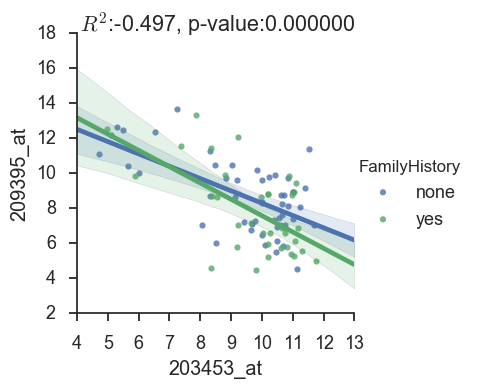 R²:-0.497, p-value:0.000000
18
16
14
12
10
8
6
4
2
209395_at
4 5 6 7 8 9 10 11 12 13
203453_at
FamilyHistory
none
yes